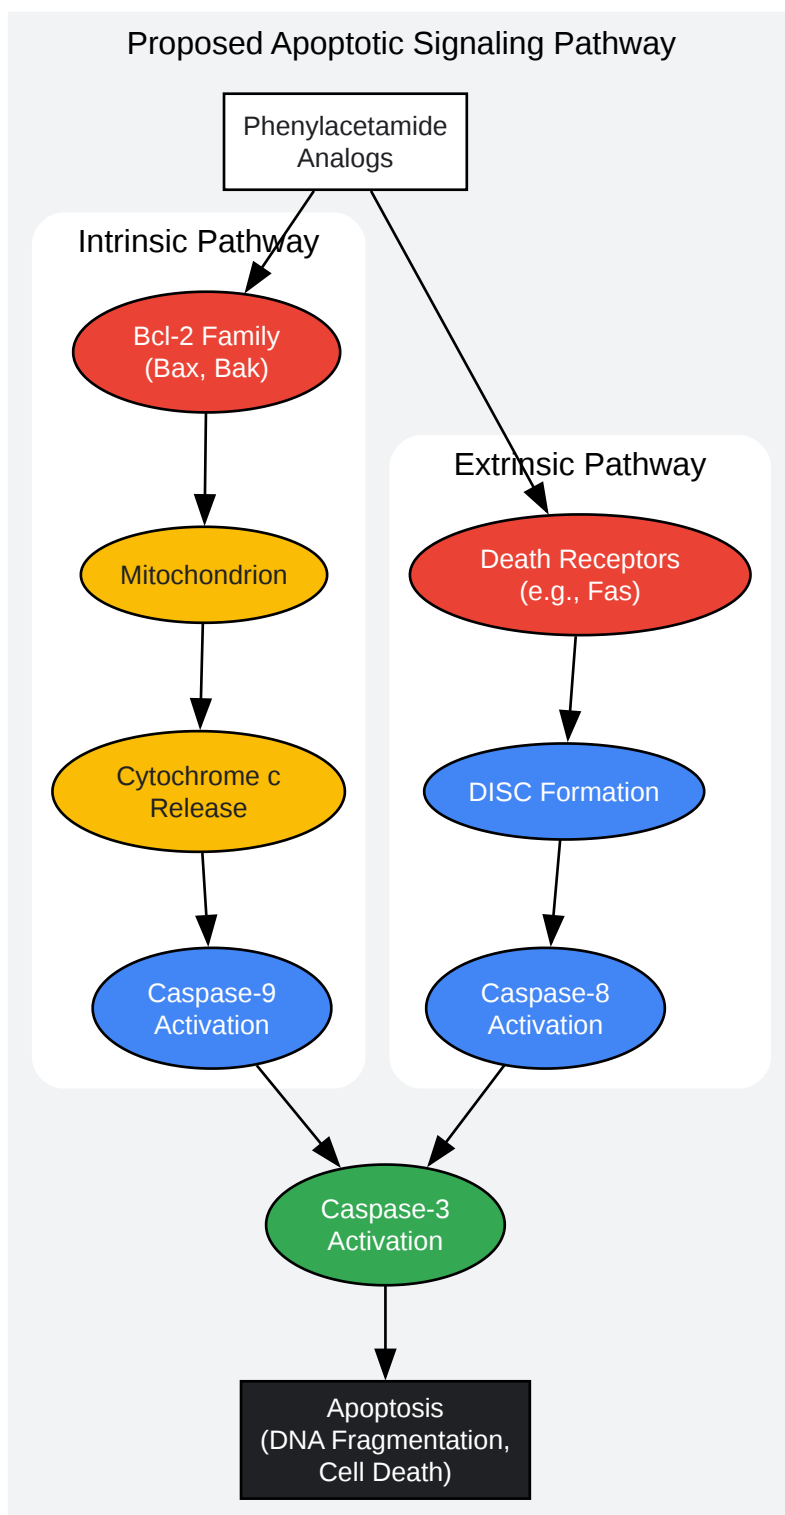 Proposed Apoptotic Signaling Pathway
Phenylacetamide
Analogs
Intrinsic Pathway
Bcl-2 Family
(Bax, Bak)
Mitochondrion
Cytochrome c
Release
Caspase-9
Activation
Extrinsic Pathway
Death Receptors
(e.g., Fas)
DISC Formation
Caspase-8
Activation
Caspase-3
Activation
Apoptosis
(DNA Fragmentation,
Cell Death)